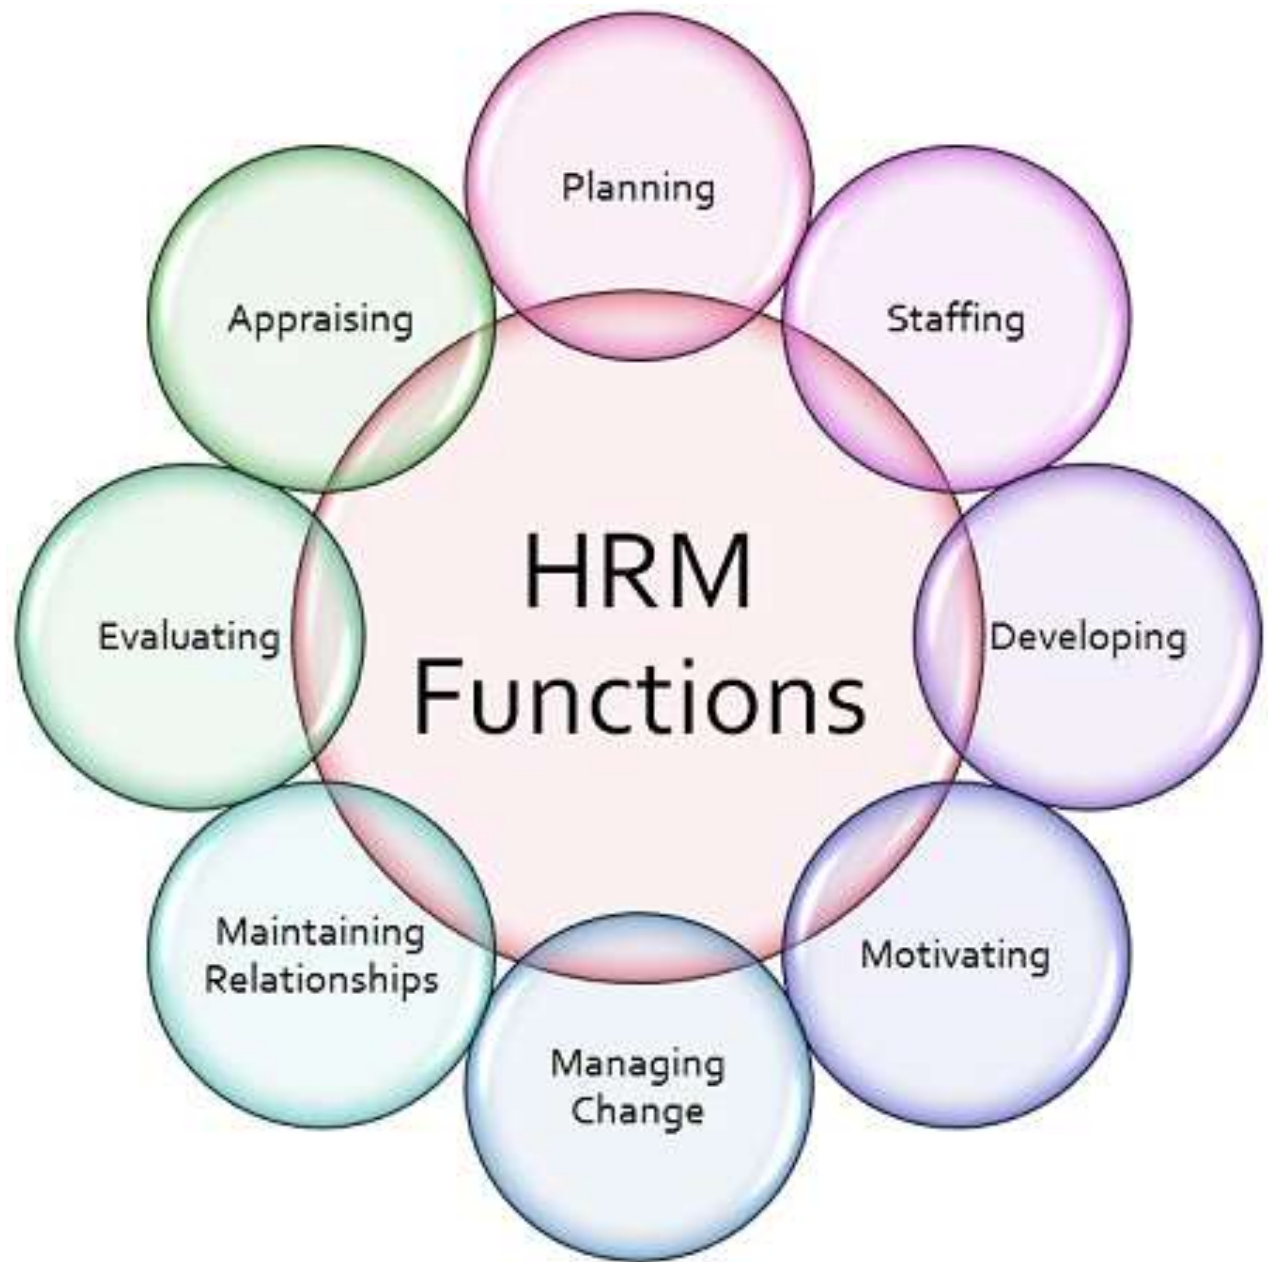 Planning
Staffing
Developing
Motivating
Managing
Change
Maintaining
Relationships
Evaluating
Appraising
HRM
Functions